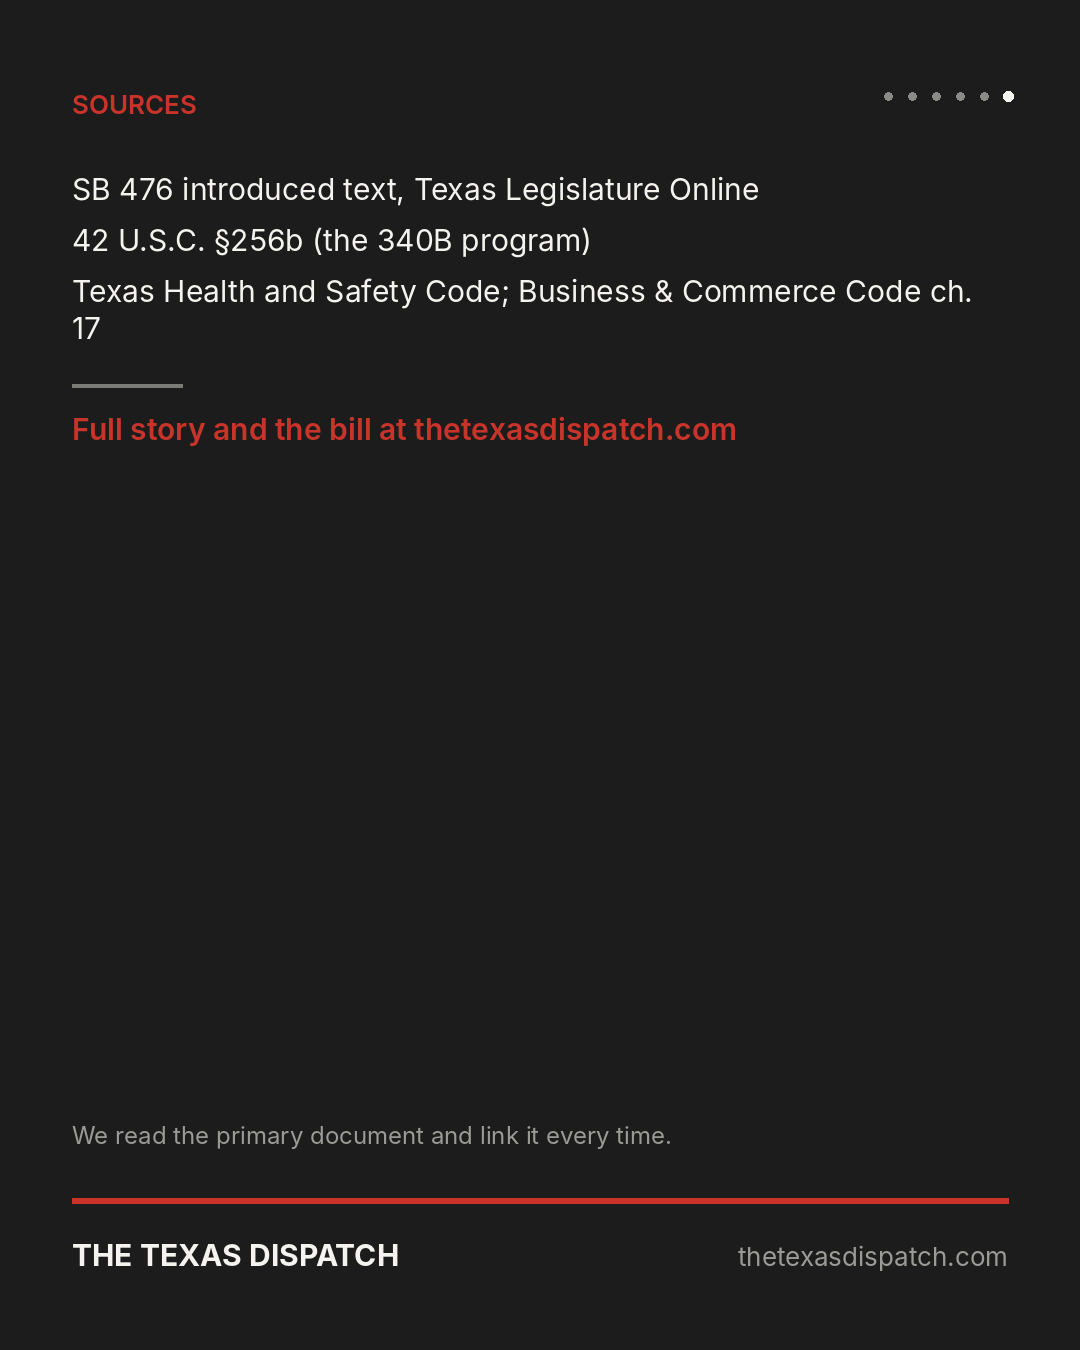 SOURCES
SB 476 introduced text, Texas Legislature Online
42 U.S.C. §256b (the 340B program)
Texas Health and Safety Code; Business & Commerce Code ch.
17
Full story and the bill at thetexasdispatch.com
We read the primary document and link it every time.
THE TEXAS DISPATCH
thetexasdispatch.com